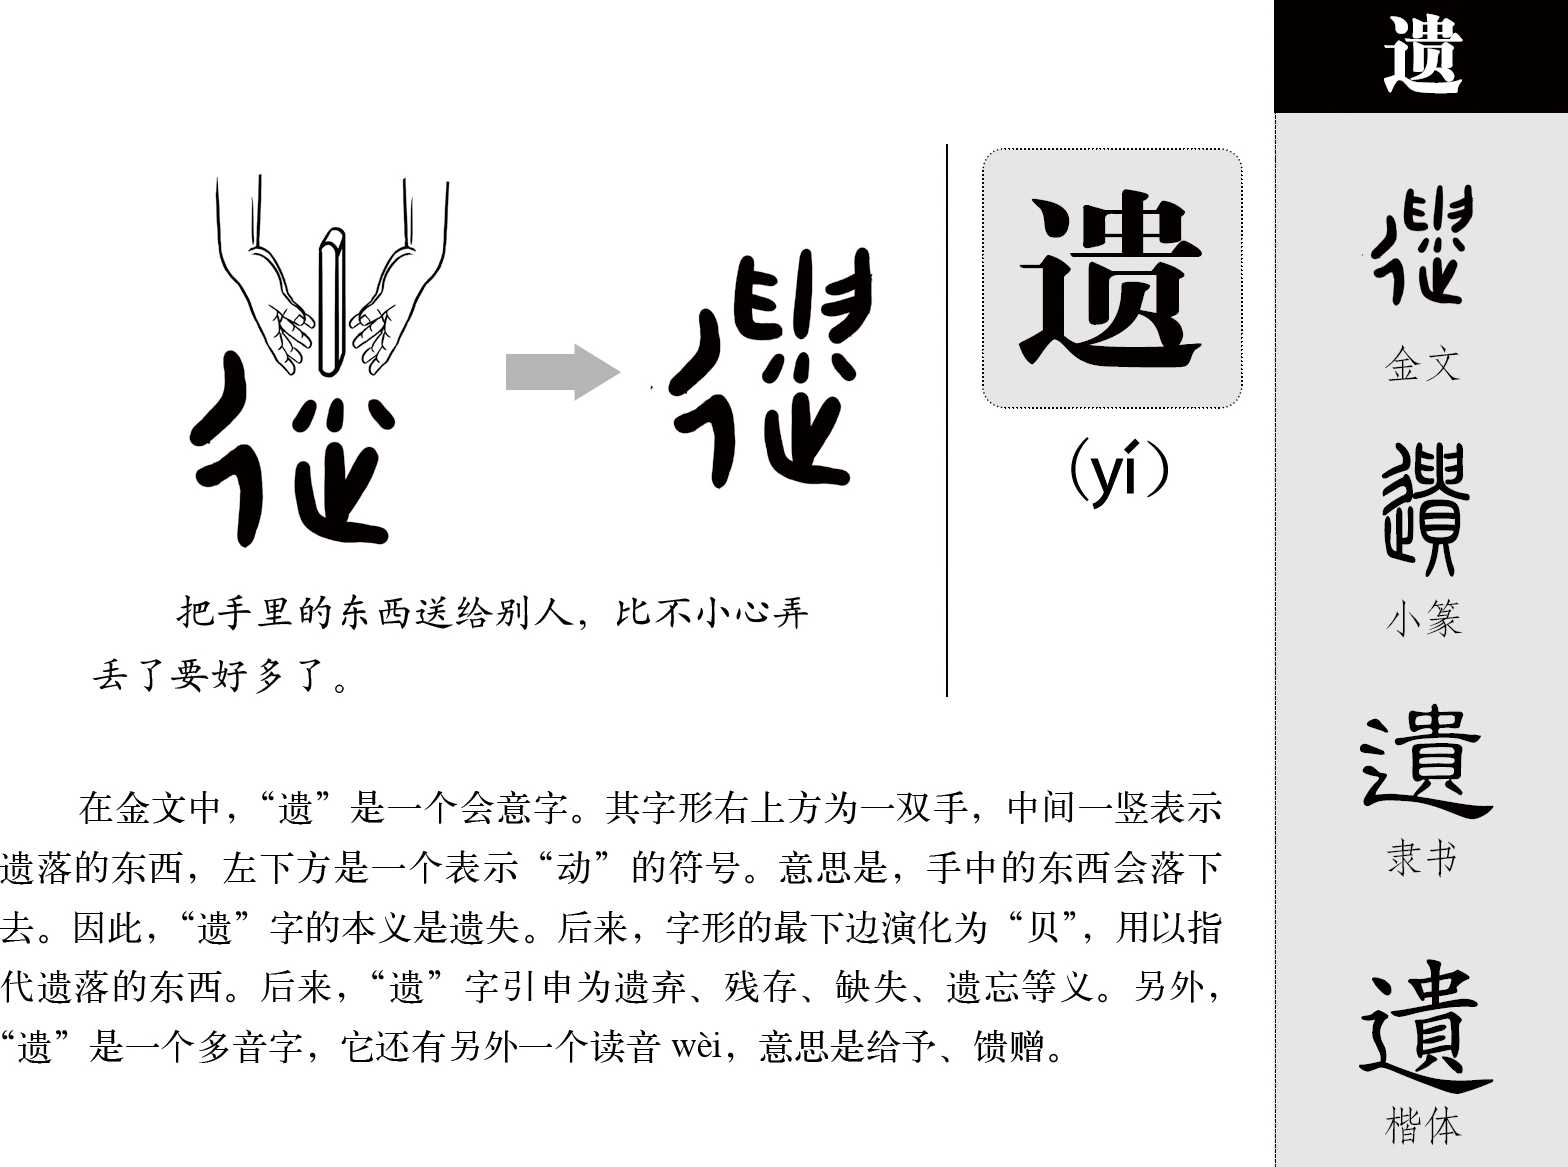 遗
遗
(yí)
把手里的东西送给别人，比不小心弄
丢了要好多了。
在金文中，“遗”是一个会意字。其字形右上方为一双手，中间一竖表示
遗落的东西，左下方是一个表示“动”的符号。意思是，手中的东西会落下
去。因此，“遗”字的本义是遗失。后来，字形的最下边演化为“贝”，用以指
代遗落的东西。后来，“遗”字引申为遗弃、残存、缺失、遗忘等义。另外，
“遗”是一个多音字，它还有另外一个读音 wèi，意思是给予、馈赠。
金文
遺
小篆
遺
隶书
遺
楷体